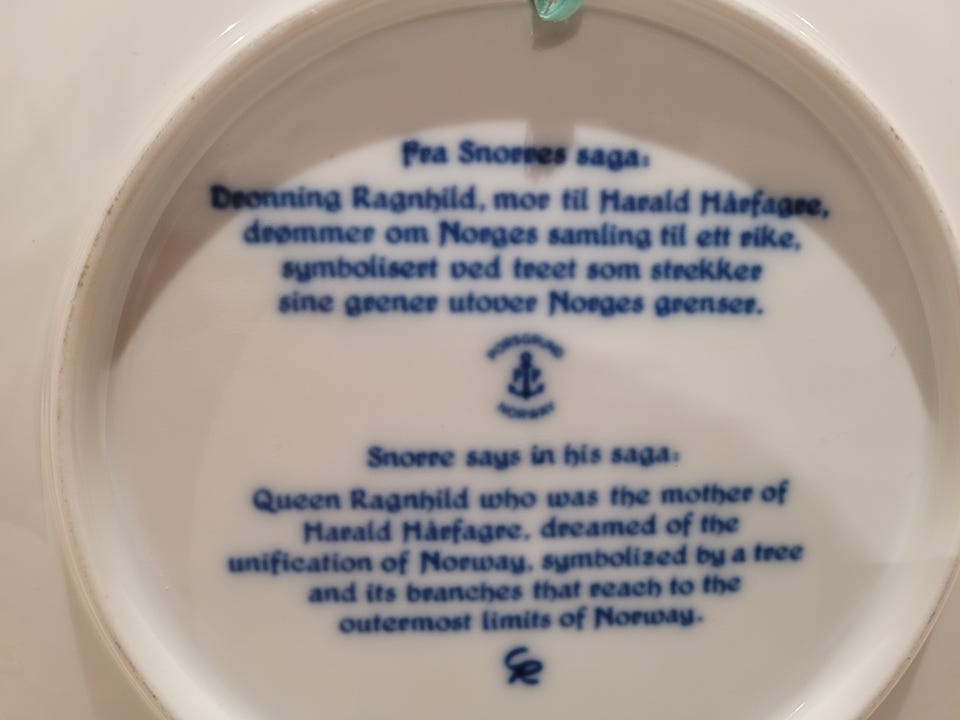 Fra Snorres saga:
Dronning Ragnhild, mor til Harald Hårfagre,
drømmer om Norges samling til ett rike,
symbolisert ved treet som strekker
sine grener utover Norges grenser.
PORSGRUND
P P
NORWAY
Snorre says in his saga:
Queen Ragnhild who was the mother of
Harald Hårfagre, dreamed of the
unification of Norway, symbolized by a tree
and its branches that reach to the
outermost limits of Norway.